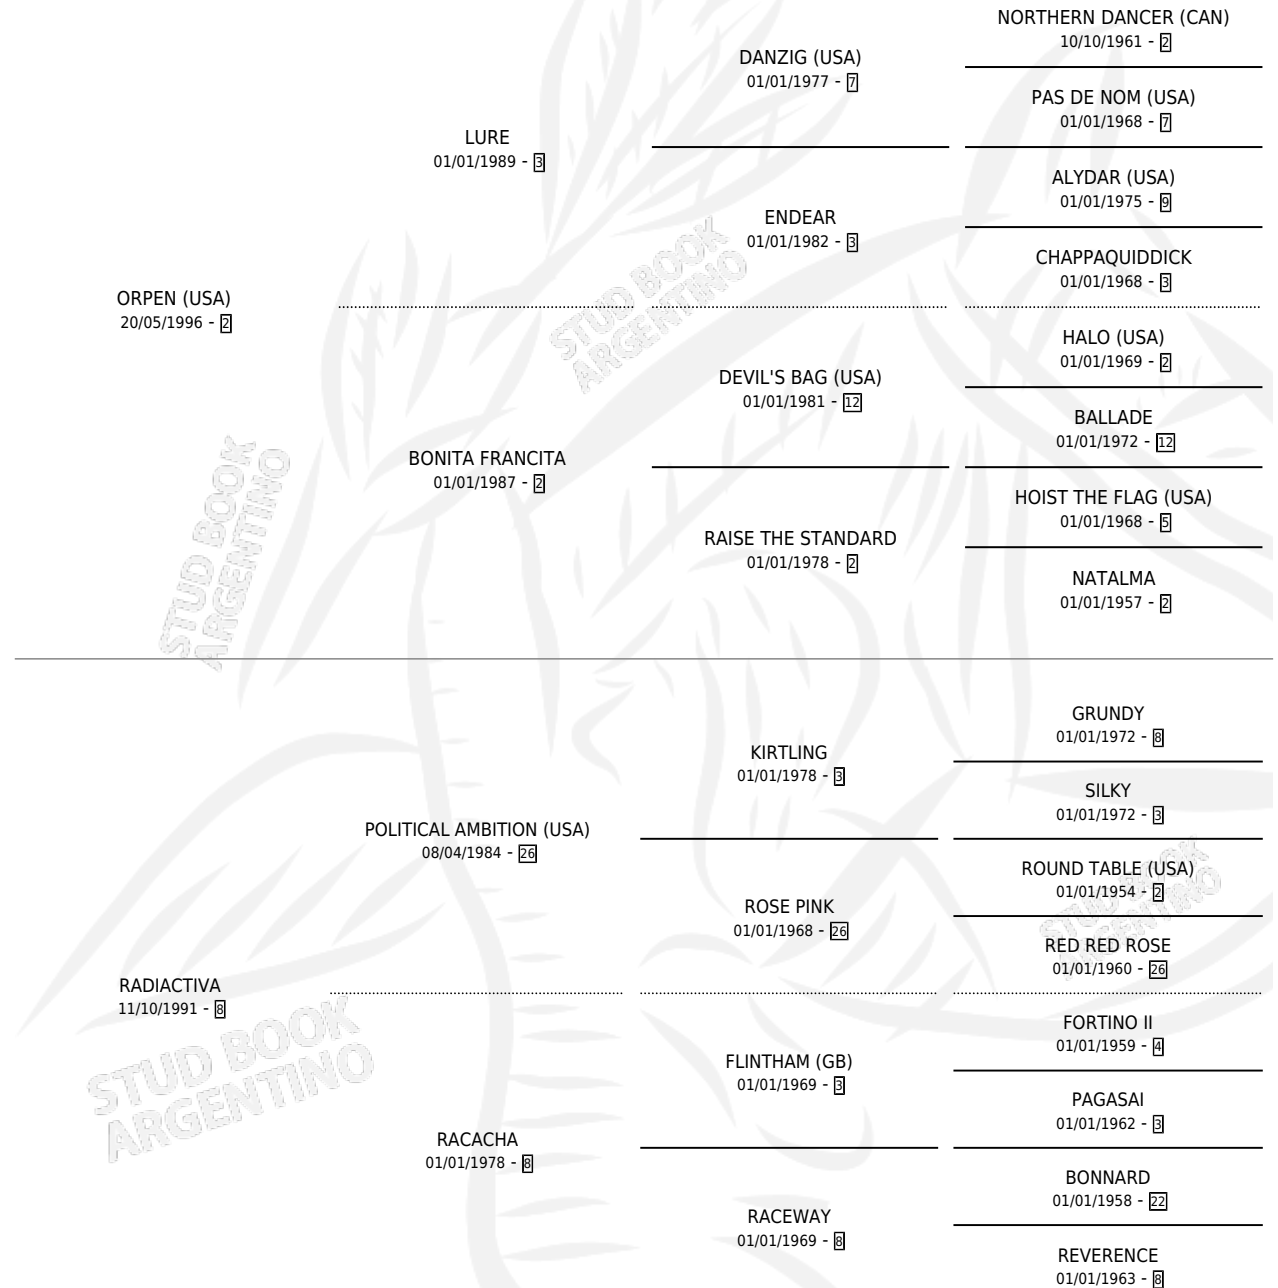 NORTHERN DANCER (CAN)
10/10/1961 - 2
DANZIG (USA)
01/01/1977 - 7
PAS DE NOM (USA)
01/01/1968 - 7
LURE
01/01/1989 - 3
ALYDAR (USA)
01/01/1975 - 9
ENDEAR
01/01/1982 - 3
CHAPPAQUIDDICK
01/01/1968 - 3
ORPEN (USA)
20/05/1996 - 2
HALO (USA)
01/01/1969 - 2
DEVIL'S BAG (USA)
01/01/1981 - 12
BALLADE
01/01/1972 - 12
BONITA FRANCITA
01/01/1987 - 2
HOIST THE FLAG (USA)
01/01/1968 - 5
RAISE THE STANDARD
01/01/1978 - 2
NATALMA
01/01/1957 - 2
GRUNDY
01/01/1972 - 8
KIRTLING
01/01/1978 - 3
SILKY
01/01/1972 - 3
POLITICAL AMBITION (USA)
08/04/1984 - 26
ROUND TABLE (USA)
01/01/1954 - 2
ROSE PINK
01/01/1968 - 26
RED RED ROSE
01/01/1960 - 26
RADIACTIVA
11/10/1991 - 8
FORTINO II
01/01/1959 - 4
FLINTHAM (GB)
01/01/1969 - 3
PAGASAI
01/01/1962 - 3
RACACHA
01/01/1978 - 8
BONNARD
01/01/1958 - 22
RACEWAY
01/01/1969 - 8
REVERENCE
01/01/1963 - 8
STUD BOOK
ARGENTINO
STUD BOOK
ARGENTINO
STUD BOOK
ARGENTINO
STUD BOOK
ARGENTINO